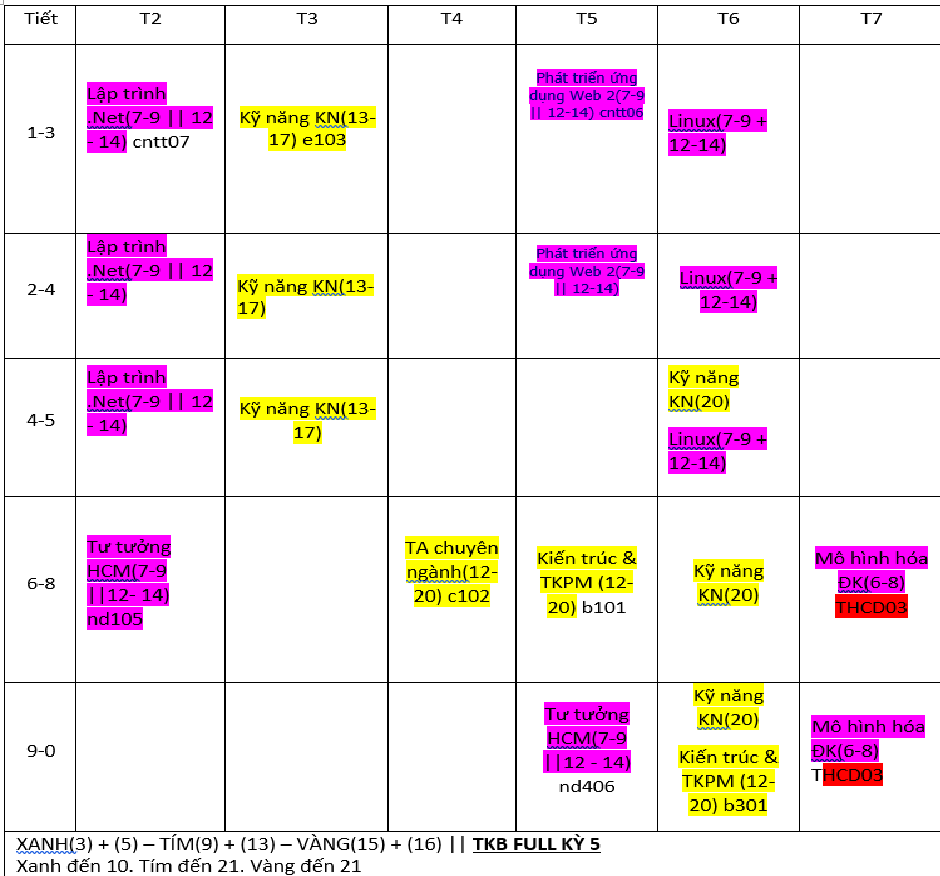 Tiết T2 T3 T4 T5 T6 T7
1-3
Lập trình
.Net(7-9 || 12
- 14) cntt07
Kỹ năng KN(13-
17) e103
Phát triển ứng
dụng Web 2(7-9
|| 12-14) cntt06
Linux(7-9 +
12-14)
2-4
Lập trình
.Net(7-9 || 12
- 14)
Kỹ năng KN(13-
17)
Phát triển ứng
dụng Web 2(7-9
|| 12-14)
Linux(7-9 +
12-14)
4-5
Lập trình
.Net(7-9 || 12
- 14)
Kỹ năng KN(13-
17)
Kỹ năng
KN(20)
Linux(7-9 +
12-14)
6-8
Tư tưởng
HCM(7-9
||12- 14)
nd105
TA chuyên
ngành(12-
20) c102
Kiến trúc &
TKPM (12-
20) b101
Kỹ năng
KN(20)
Mô hình hóa
ĐK(6-8)
THCD03
9-0
Tư tưởng
HCM(7-9
||12 - 14)
nd406
Kỹ năng
KN(20)
Kiến trúc &
TKPM (12-
20) b301
Mô hình hóa
ĐK(6-8)
THCD03
XANH(3) + (5) – TÍM(9) + (13) – VÀNG(15) + (16) || TKB FULL KỲ 5
Xanh đến 10. Tím đến 21. Vàng đến 21